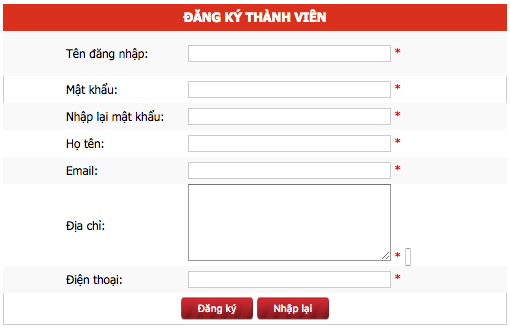 ĐĂNG KÝ THÀNH VIÊN
Tên đăng nhập: *
Mật khẩu: *
Nhập lại mật khẩu: *
Họ tên: *
Email: *
Địa chỉ: *
Điện thoại: *
Đăng ký Nhập lại